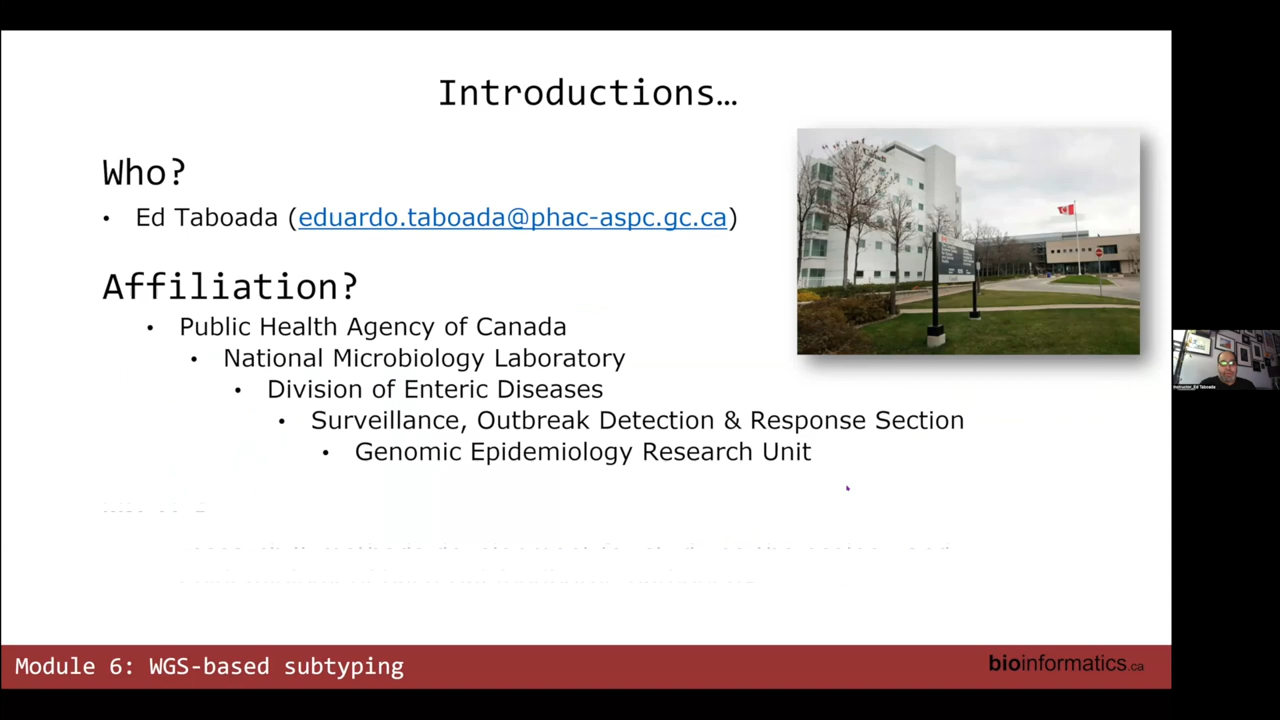 Introductions…
Who?
• Ed Taboada (eduardo.taboada@phac-aspc.gc.ca)
Affiliation?
• Public Health Agency of Canada
• National Microbiology Laboratory
• Division of Enteric Diseases
• Surveillance, Outbreak Detection & Response Section
• Genomic Epidemiology Research Unit
Instructor_Ed Taboada
Module 6: WGS-based subtyping
bioinformatics.ca